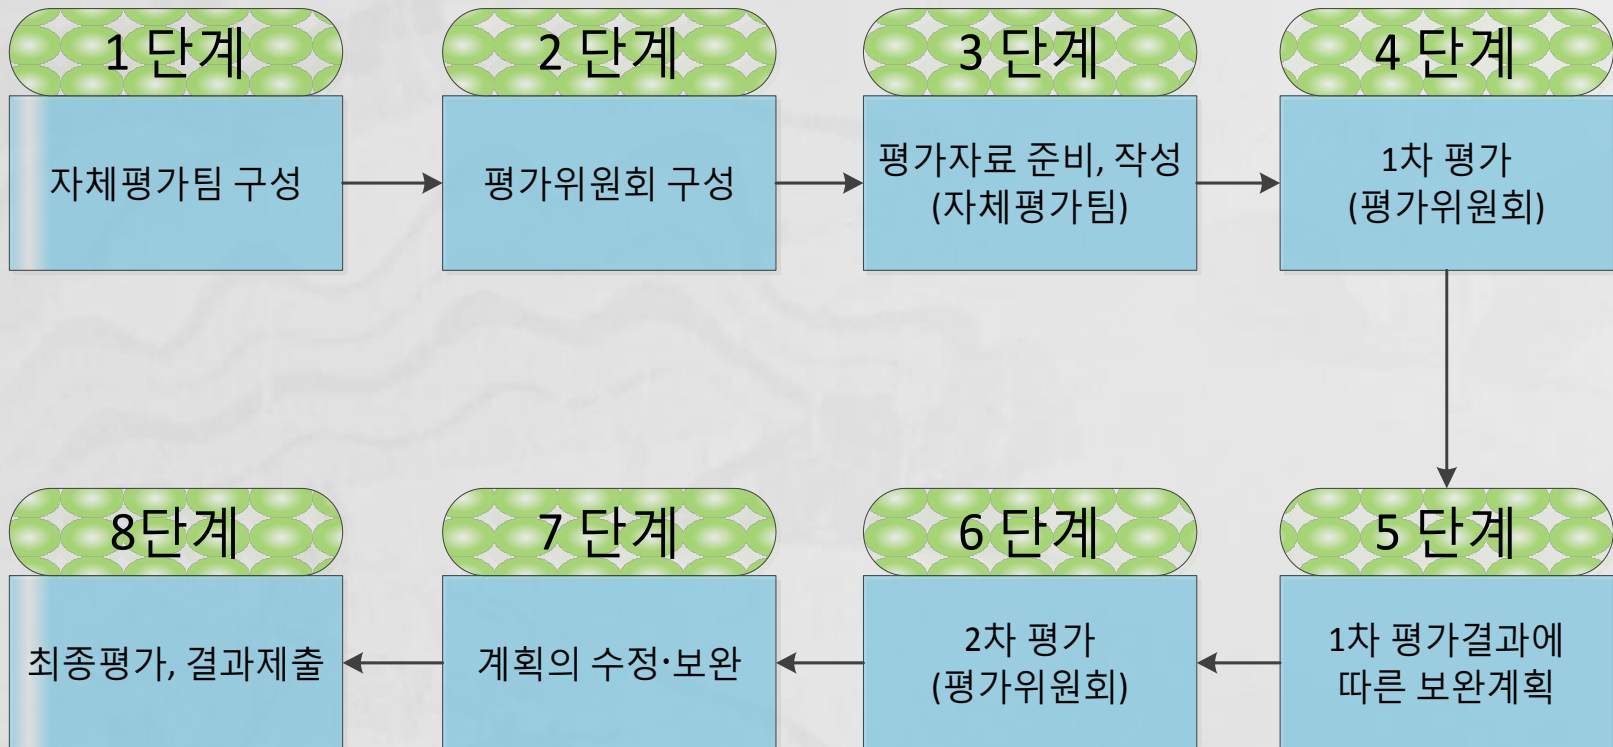 1 단계
자체평가팀 구성
2 단계
평가위원회 구성
3 단계
평가자료 준비, 작성
(자체평가팀)
4 단계
1차 평가
(평가위원회)
5 단계
1차 평가결과에
따른 보완계획
6 단계
2차 평가
(평가위원회)
7 단계
계획의 수정·보완
8단계
최종평가, 결과제출